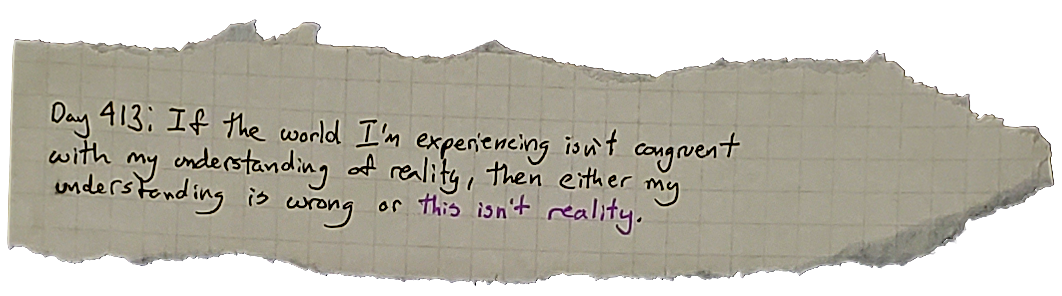 Day 413: If the world I'm experiencing isn't congruent
with my understanding of reality, then either my
understanding is wrong or this isn't reality.